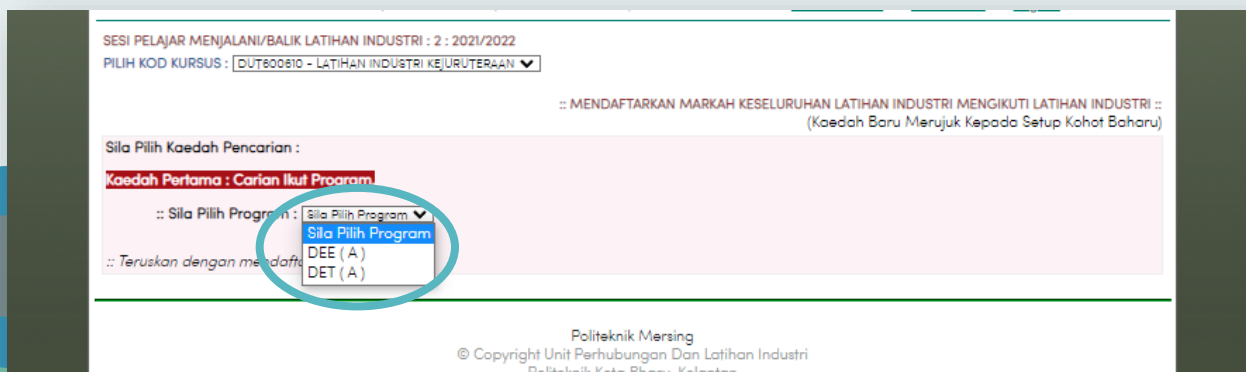 SESI PELAJAR MENJALANI/BALIK LATIHAN INDUSTRI : 2 : 2021/2022
PILIH KOD KURSUS : DUT600610 - LATIHAN INDUSTRI KEJURUTERAAN
:: MENDAFTARKAN MARKAH KESELURUHAN LATIHAN INDUSTRI MENGIKUTI LATIHAN INDUSTRI ::
(Kaedah Baru Merujuk Kepada Setup Kohot Baharu)
Sila Pilih Kaedah Pencarian :
Kaedah Pertama : Carian Ikut Program.
:: Sila Pilih Program : Sila Pilih Program
Sila Pilih Program
DEE ( A )
:: Teruskan dengan
DET ( A )
Politeknik Mersing
© Copyright Unit Perhubungan Dan Latihan Industri
Politeknik Kota Bharu, Kelantan